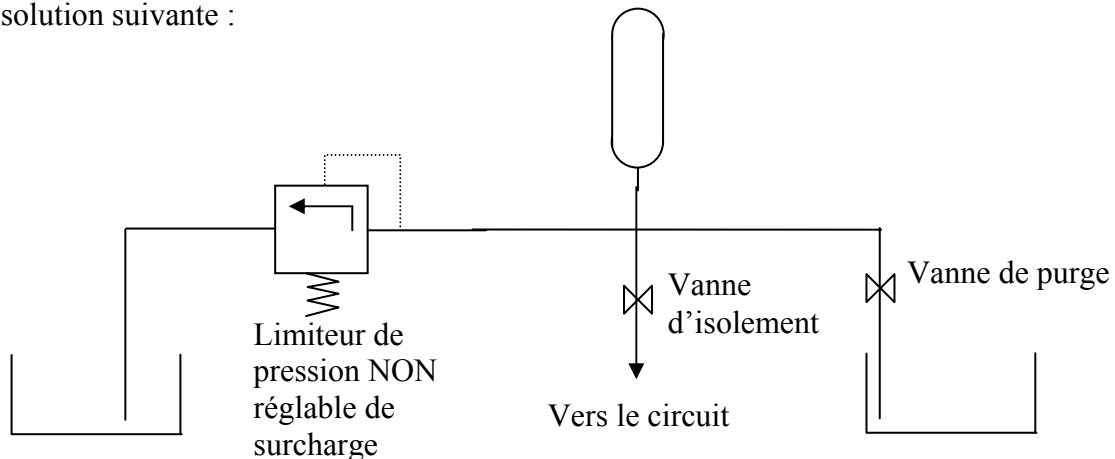 solution suivante :
Vanne de purge
Vanne
d’isolement
Limiteur de
pression NON
réglable de
surcharge
Vers le circuit